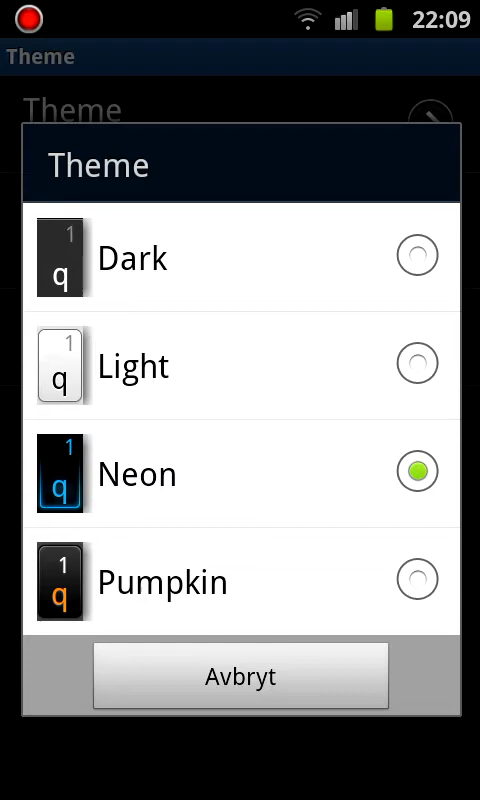 22:09
Theme
Theme
Theme
1
q
Dark
1
q
Light
1
q
Neon
1
q
Pumpkin
Avbryt